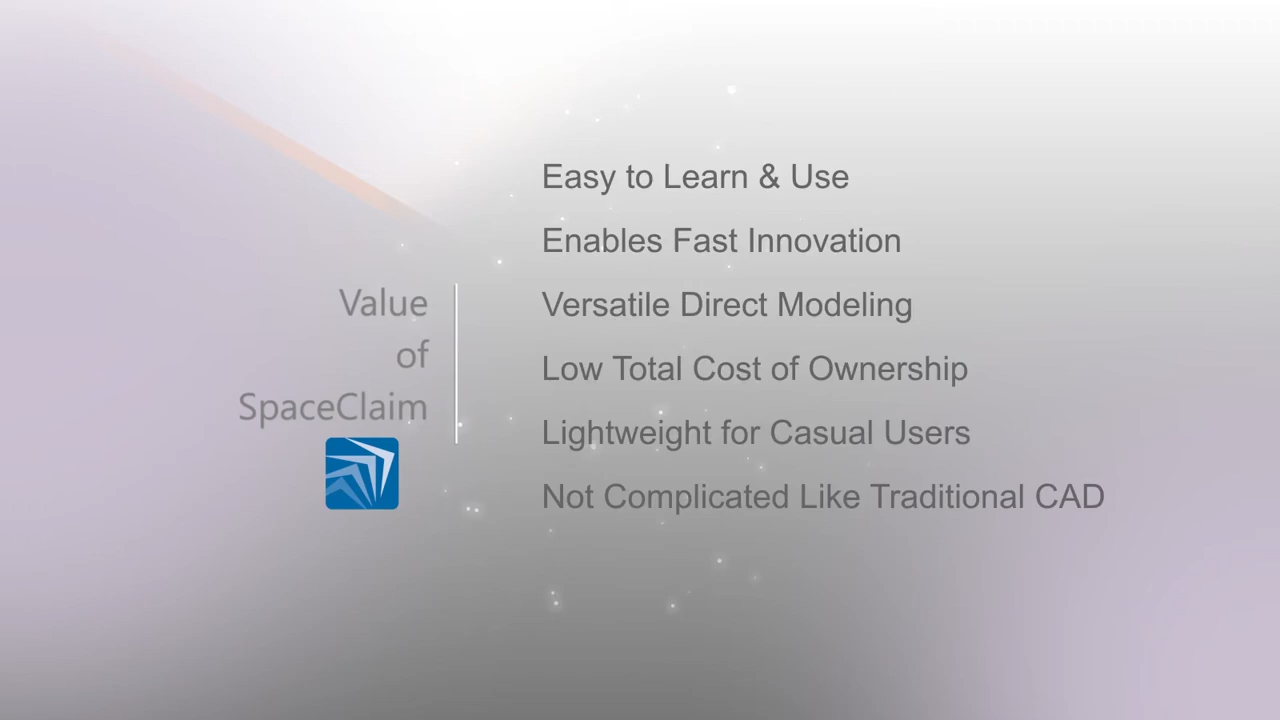 Value
of
SpaceClaim
Easy to Learn & Use
Enables Fast Innovation
Versatile Direct Modeling
Low Total Cost of Ownership
Lightweight for Casual Users
Not Complicated Like Traditional CAD